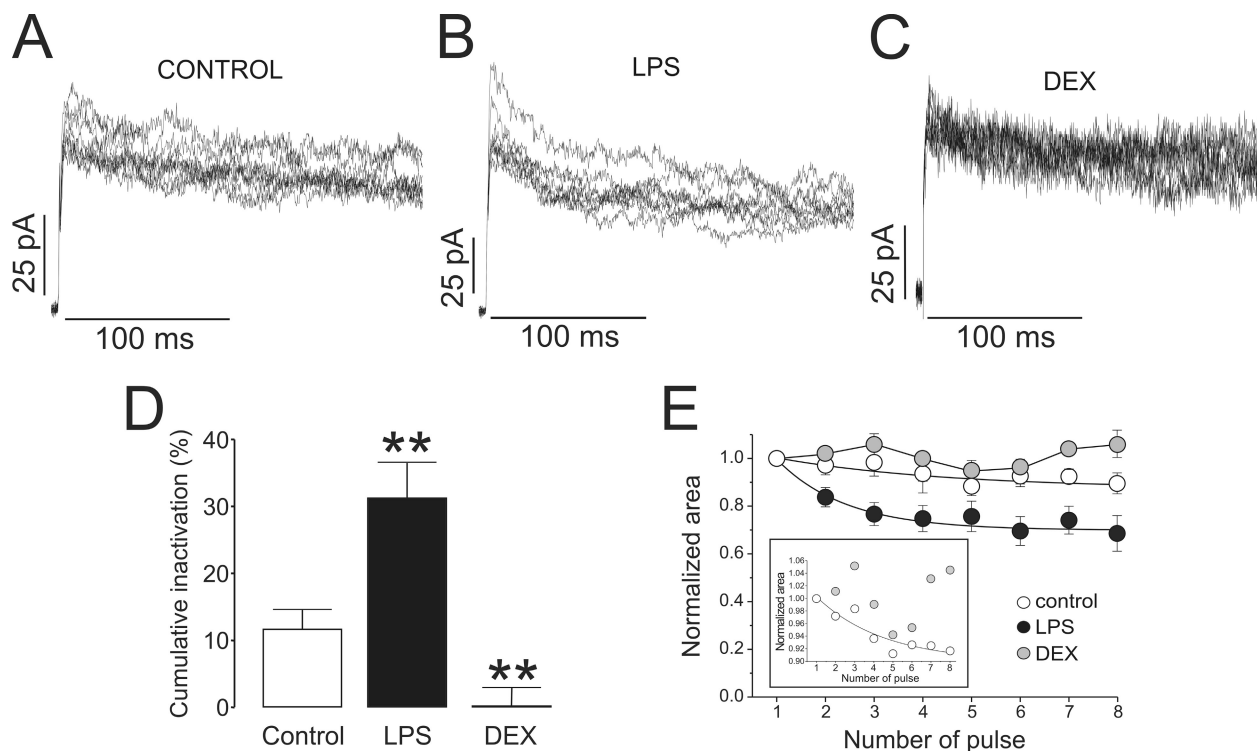 A
B
C
CONTROL
LPS
DEX
25 pA
25 pA
25 pA
100 ms
100 ms
100 ms
D
Cumulative inactivation (%)
40
30
20
10
0
**
**
Control
LPS
DEX
E
Normalized area
1.0
0.8
0.6
0.4
0.2
0.0
1
2
3
4
5
6
7
8
Number of pulse
control
LPS
DEX
Normalized area
1.06
1.04
1.02
1.00
0.98
0.96
0.94
0.92
0.90
1
2
3
4
5
6
7
8
Number of pulse